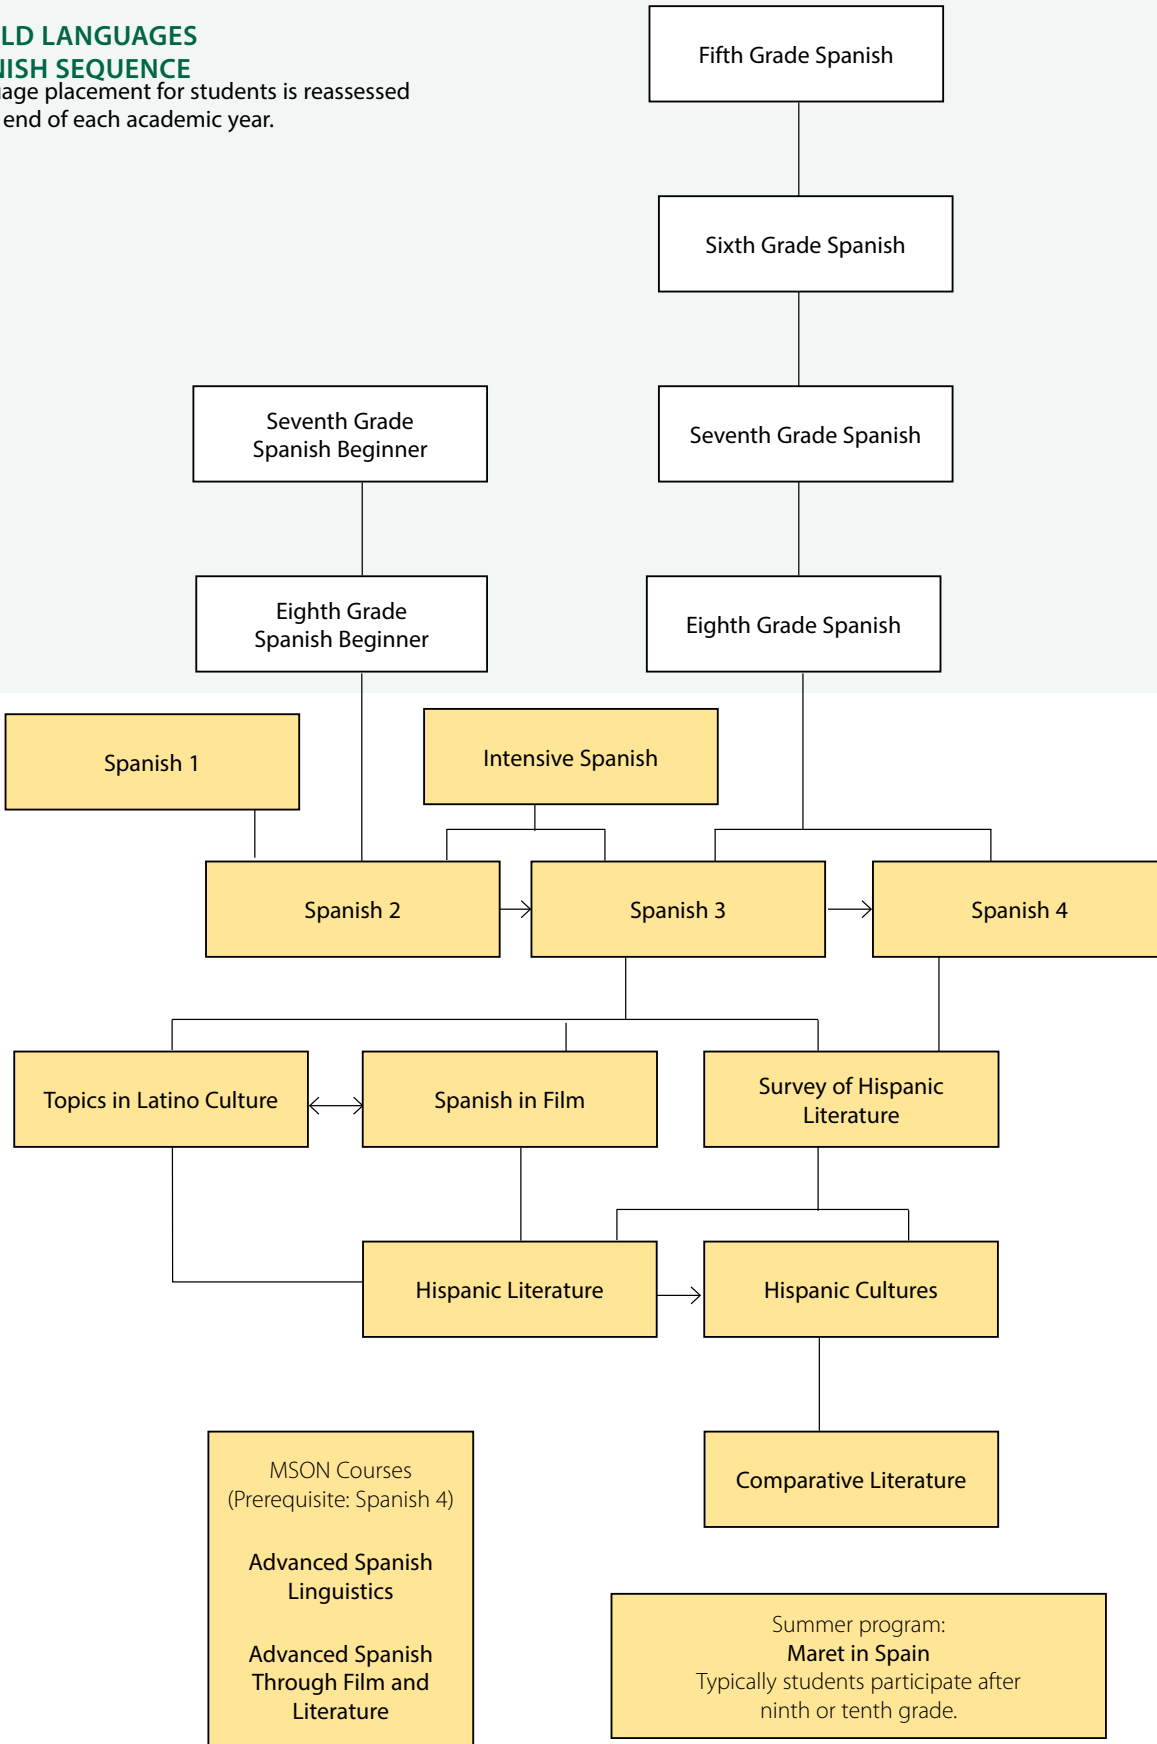 LD LANGUAGES
NISH SEQUENCE
uage placement for students is reassessed
end of each academic year.
Fifth Grade Spanish
Sixth Grade Spanish
Seventh Grade
Spanish Beginner
Seventh Grade Spanish
Eighth Grade
Spanish Beginner
Eighth Grade Spanish
Spanish 1
Intensive Spanish
Spanish 2
Spanish 3
Spanish 4
Topics in Latino Culture
Spanish in Film
Survey of Hispanic
Literature
Hispanic Literature
Hispanic Cultures
Comparative Literature
MSON Courses
(Prerequisite: Spanish 4)
Advanced Spanish
Linguistics
Advanced Spanish
Through Film and
Literature
Summer program:
Maret in Spain
Typically students participate after
ninth or tenth grade.